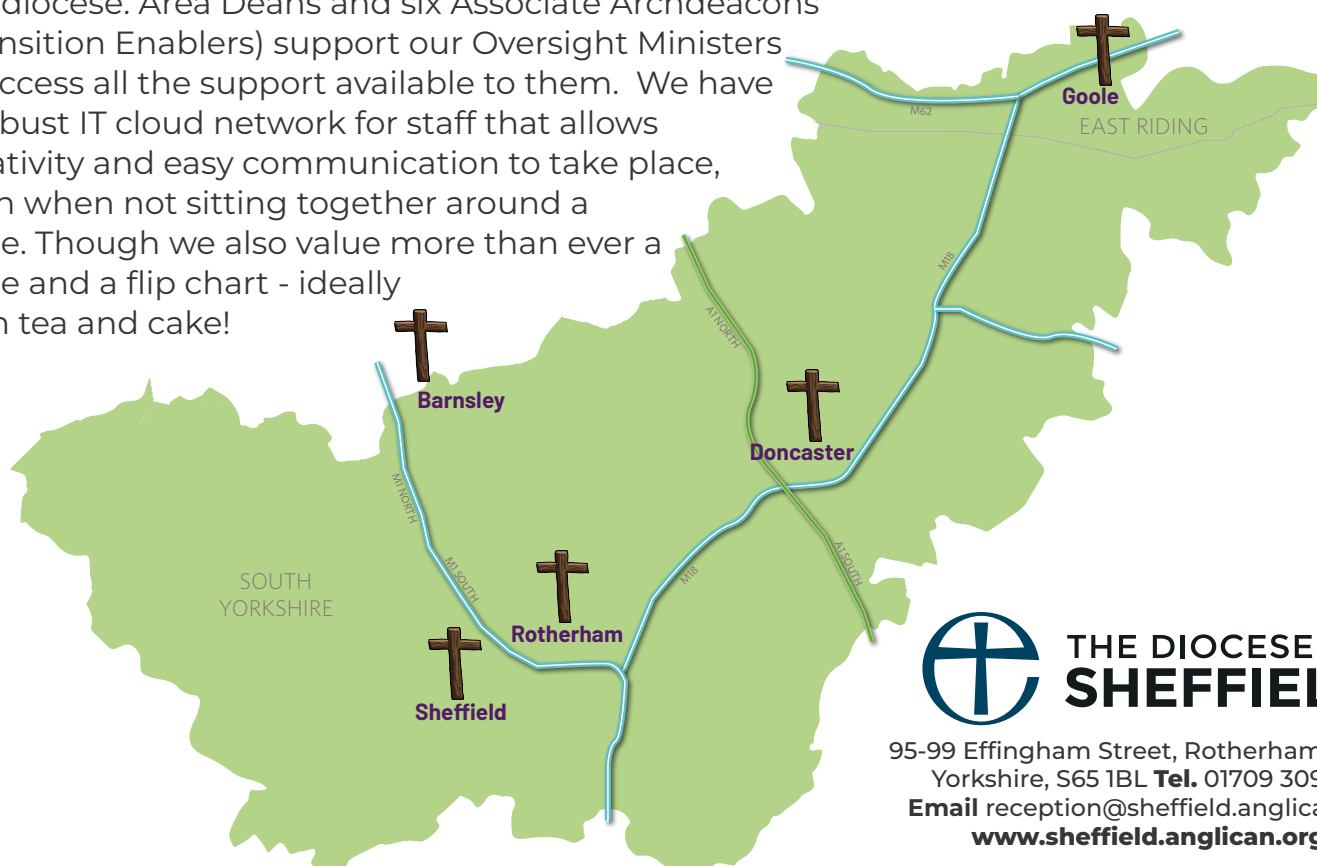 diocese. Area Deans and six Associate Archdeacons
nsition Enablers) support our Oversight Ministers
ccess all the support available to them. We have
bust IT cloud network for staff that allows
ativity and easy communication to take place,
n when not sitting together around a
e. Though we also value more than ever a
e and a flip chart - ideally
n tea and cake!
Goole
M62
EAST RIDING
M18
A1 NORTH
Barnsley
Doncaster
M1 NORTH
A1 SOUTH
M1 SOUTH
M18
SOUTH
YORKSHIRE
Rotherham
Sheffield
THE DIOCESE
SHEFFIEL
95-99 Effingham Street, Rotherham
Yorkshire, S65 1BL Tel. 01709 309
Email reception@sheffield.anglica
www.sheffield.anglican.org